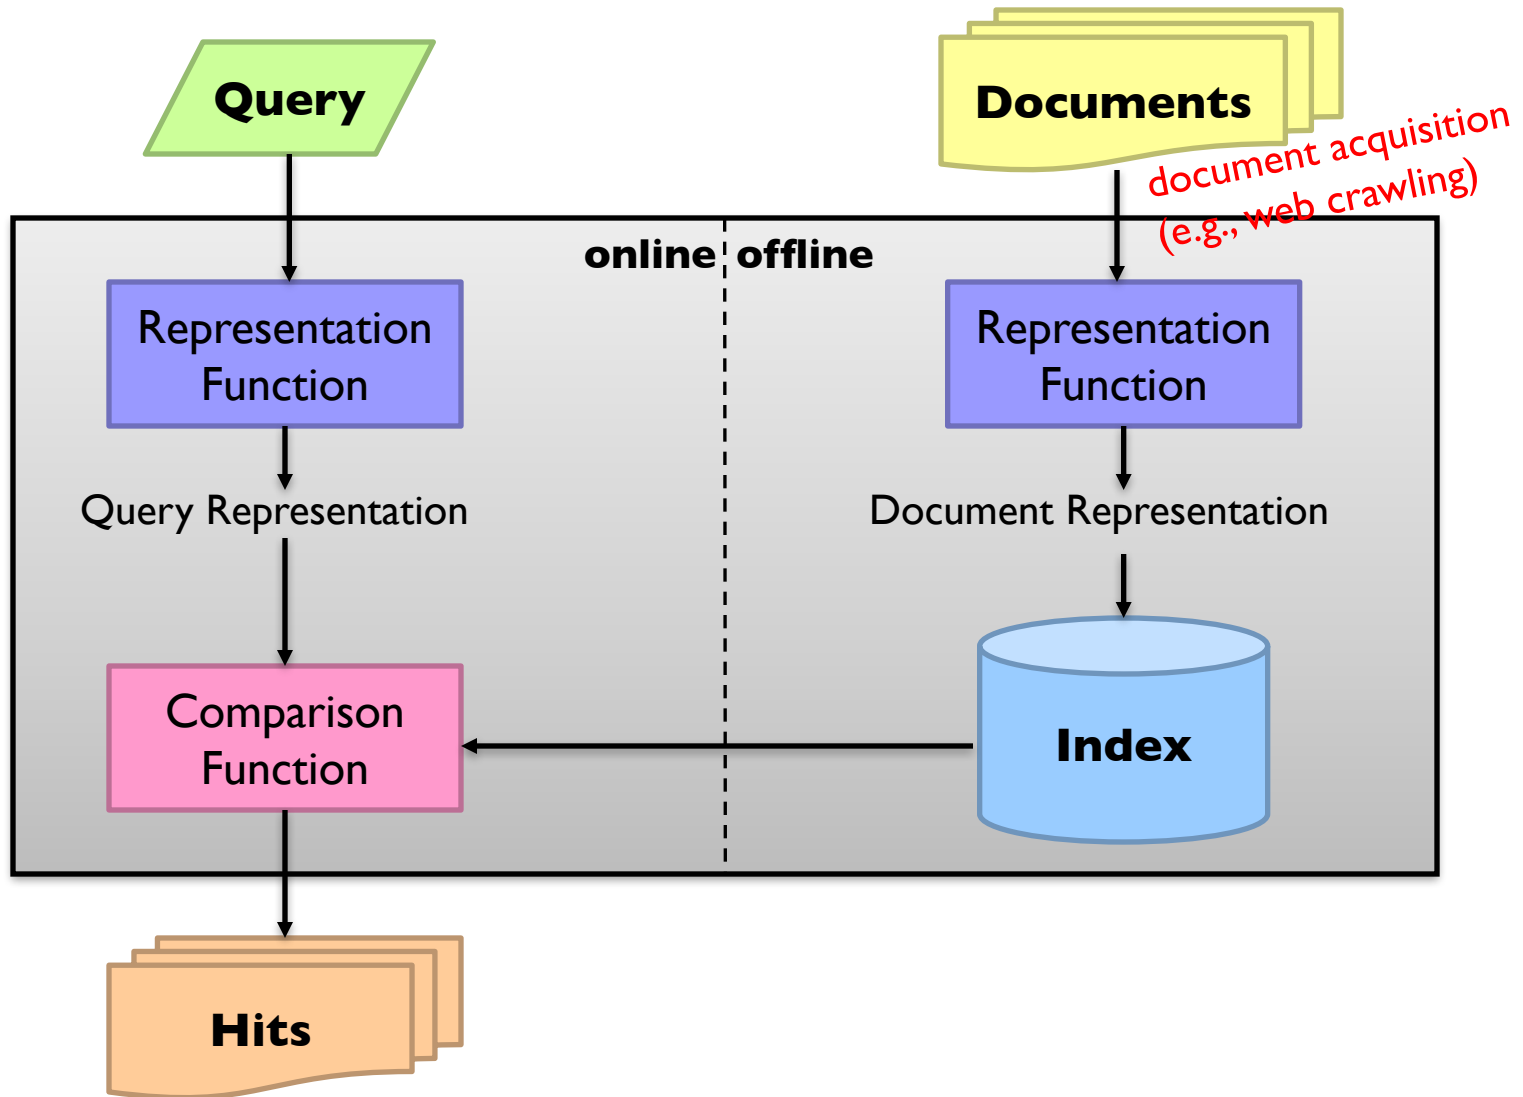 Query
Documents
document acquisition
(e.g., web crawling)
online
offline
Representation
Function
Representation
Function
Query Representation
Document Representation
Comparison
Function
Index
Hits